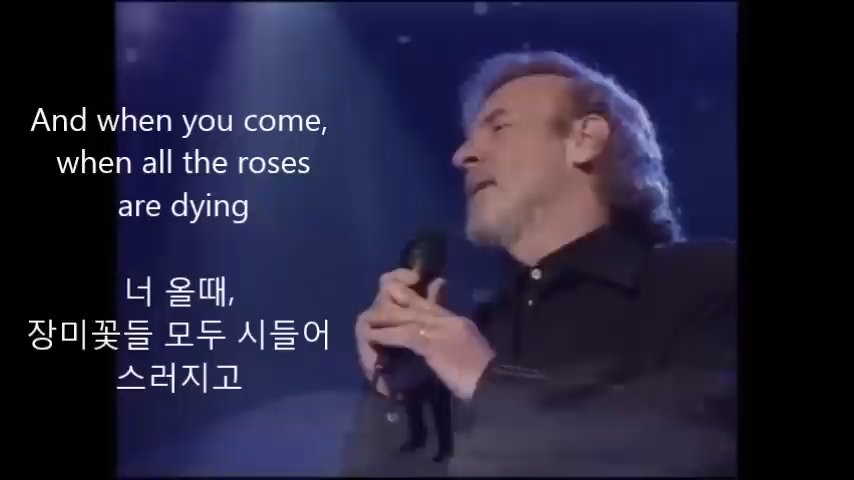 And when you come,
when all the roses
are dying
너 올때,
장미꽃들 모두 시들어
스러지고